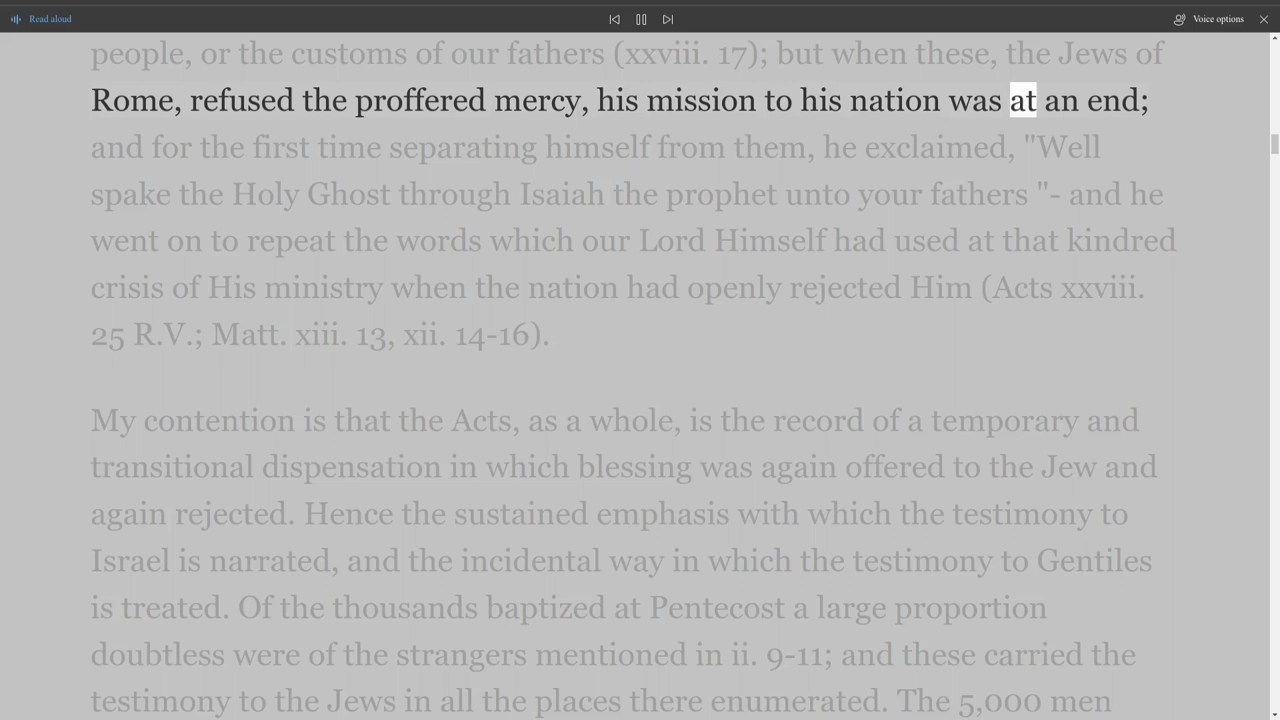 Read aloud
Voice options
people, or the customs of our fathers (xxviii. 17); but when these, the Jews of
Rome, refused the proffered mercy, his mission to his nation was at an end;
and for the first time separating himself from them, he exclaimed, "Well
spake the Holy Ghost through Isaiah the prophet unto your fathers "- and he
went on to repeat the words which our Lord Himself had used at that kindred
crisis of His ministry when the nation had openly rejected Him (Acts xxviii.
25 R.V.; Matt. xiii. 13, xii. 14-16).
My contention is that the Acts, as a whole, is the record of a temporary and
transitional dispensation in which blessing was again offered to the Jew and
again rejected. Hence the sustained emphasis with which the testimony to
Israel is narrated, and the incidental way in which the testimony to Gentiles
is treated. Of the thousands baptized at Pentecost a large proportion
doubtless were of the strangers mentioned in ii. 9-11; and these carried the
testimony to the Jews in all the places there enumerated. The 5,000 men